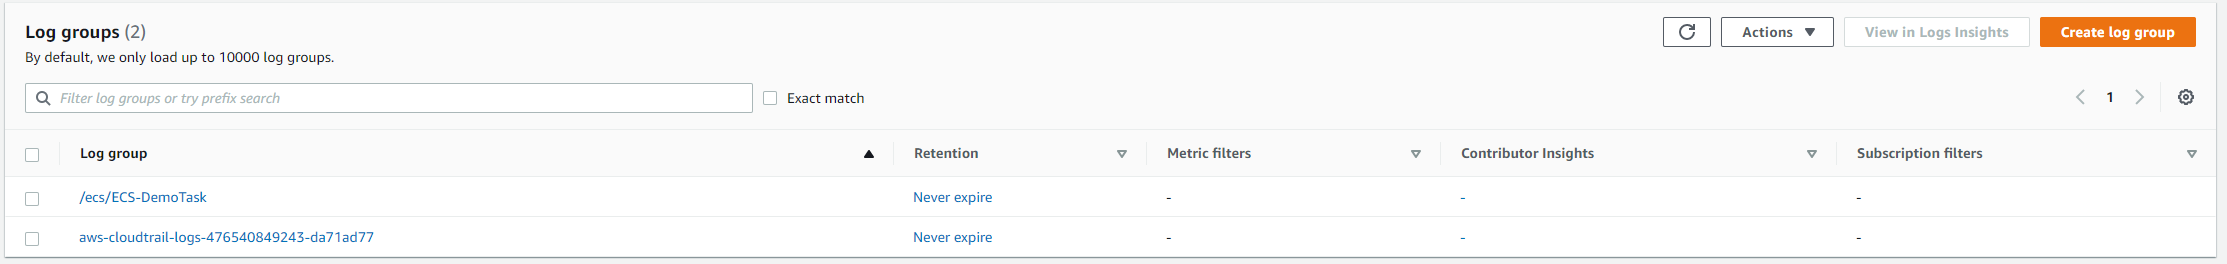 Log groups (2)
Actions
View in Logs Insights
Create log group
By default, we only load up to 10000 log groups.
Filter log groups or try prefix search
Exact match
1
Log group
Retention
Metric filters
Contributor Insights
Subscription filters
/ecs/ECS-DemoTask
Never expire
-
-
-
aws-cloudtrail-logs-476540849243-da71ad77
Never expire
-
-
-